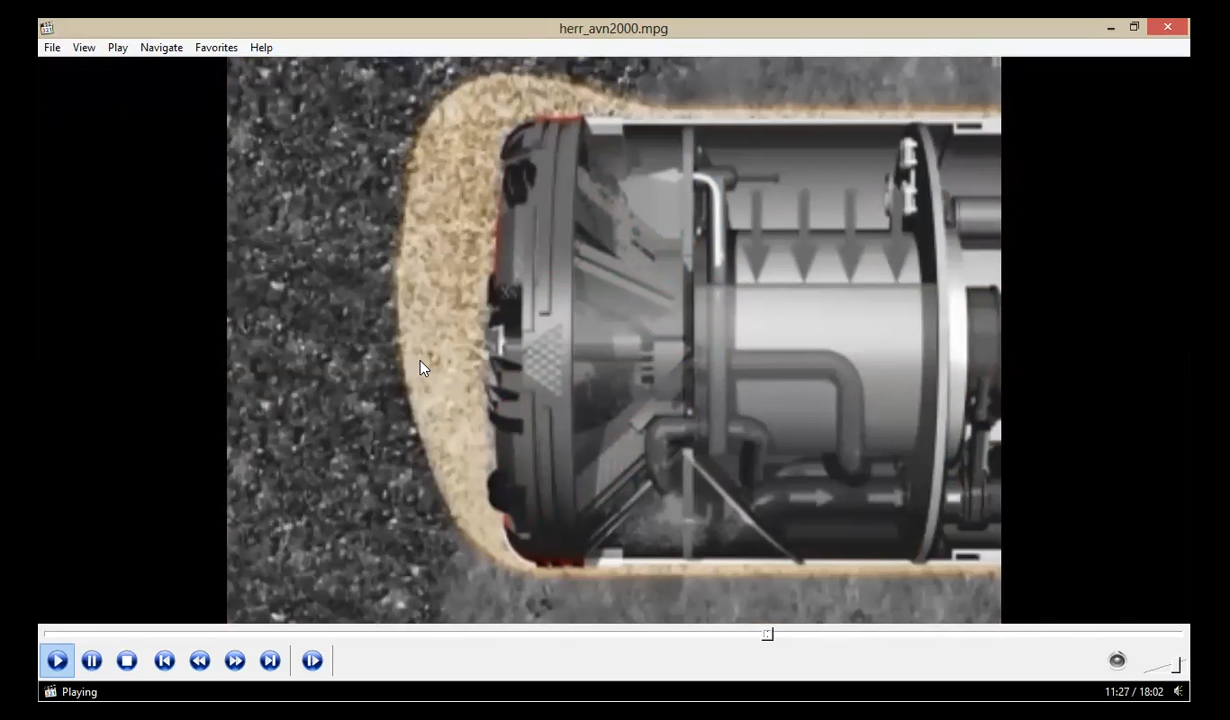 herr_avn2000.mpg
File View Play Navigate Favorites Help
Playing
11:27 / 18:02